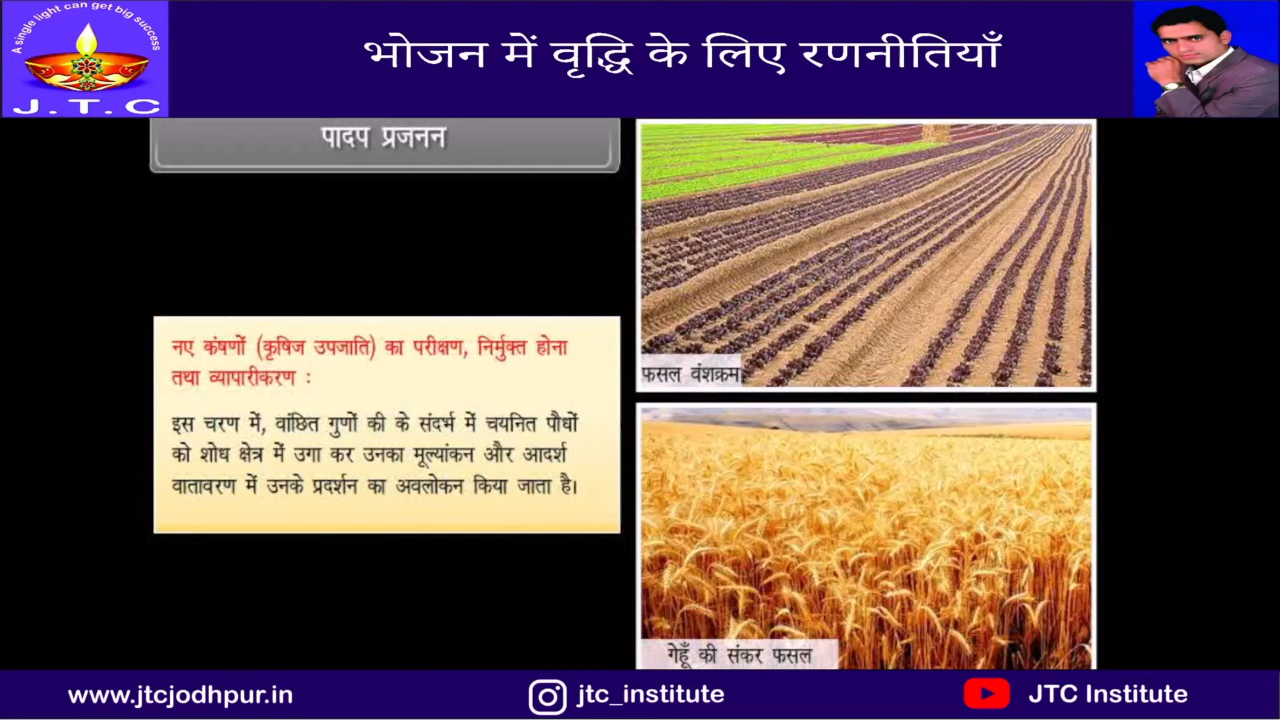 A single light can get big success
J.T.C
भोजन में वृद्धि के लिए रणनीतियाँ
पादप प्रजनन
नए कंषणों (कृषिज उपजाति) का परीक्षण, निर्मुक्त होना
तथा व्यापारीकरण :
इस चरण में, वांछित गुणों की के संदर्भ में चयनित पौधों
को शोध क्षेत्र में उगा कर उनका मूल्यांकन और आदर्श
वातावरण में उनके प्रदर्शन का अवलोकन किया जाता है।
फसल वंशक्रम
गेहूँ की संकर फसल
www.jtcjodhpur.in
jtc_institute
JTC Institute